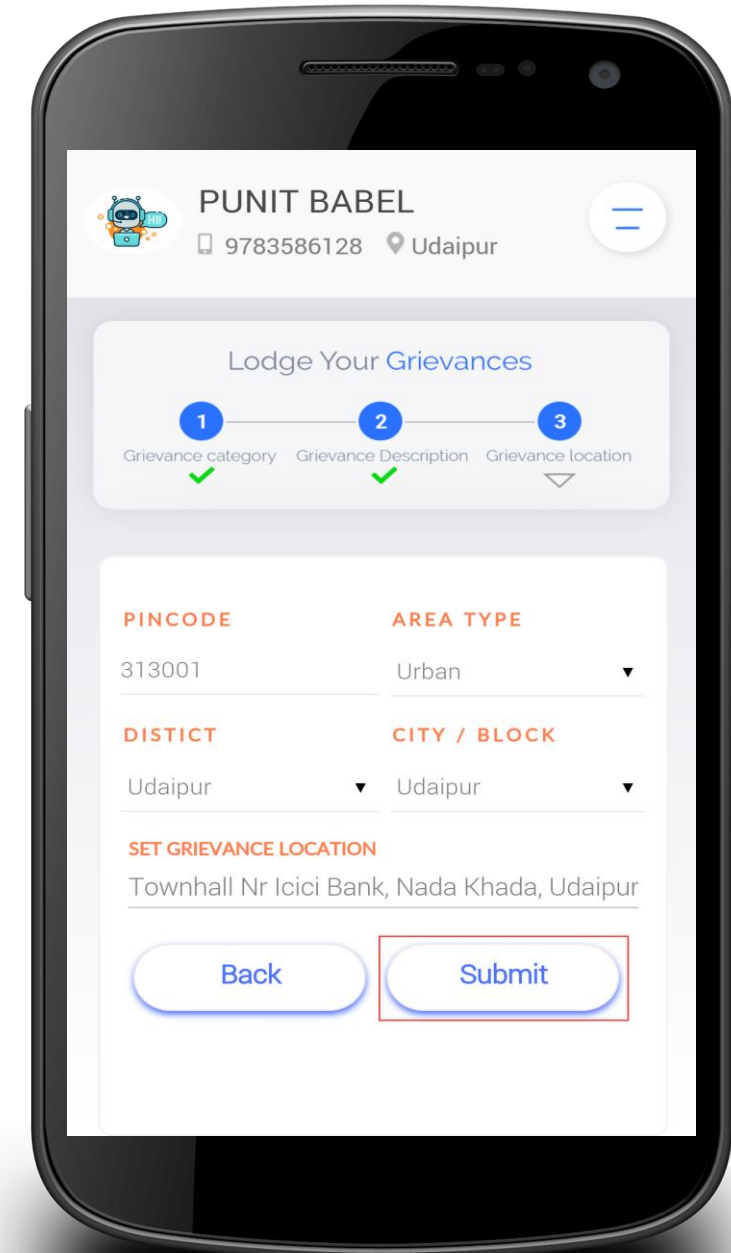 HI!
PUNIT BABEL
9783586128 Udaipur
Lodge Your Grievances
1 2 3
Grievance category Grievance Description Grievance location
PINCODE AREA TYPE
313001 Urban
DISTICT CITY / BLOCK
Udaipur Udaipur
SET GRIEVANCE LOCATION
Townhall Nr Icici Bank, Nada Khada, Udaipur
Back Submit